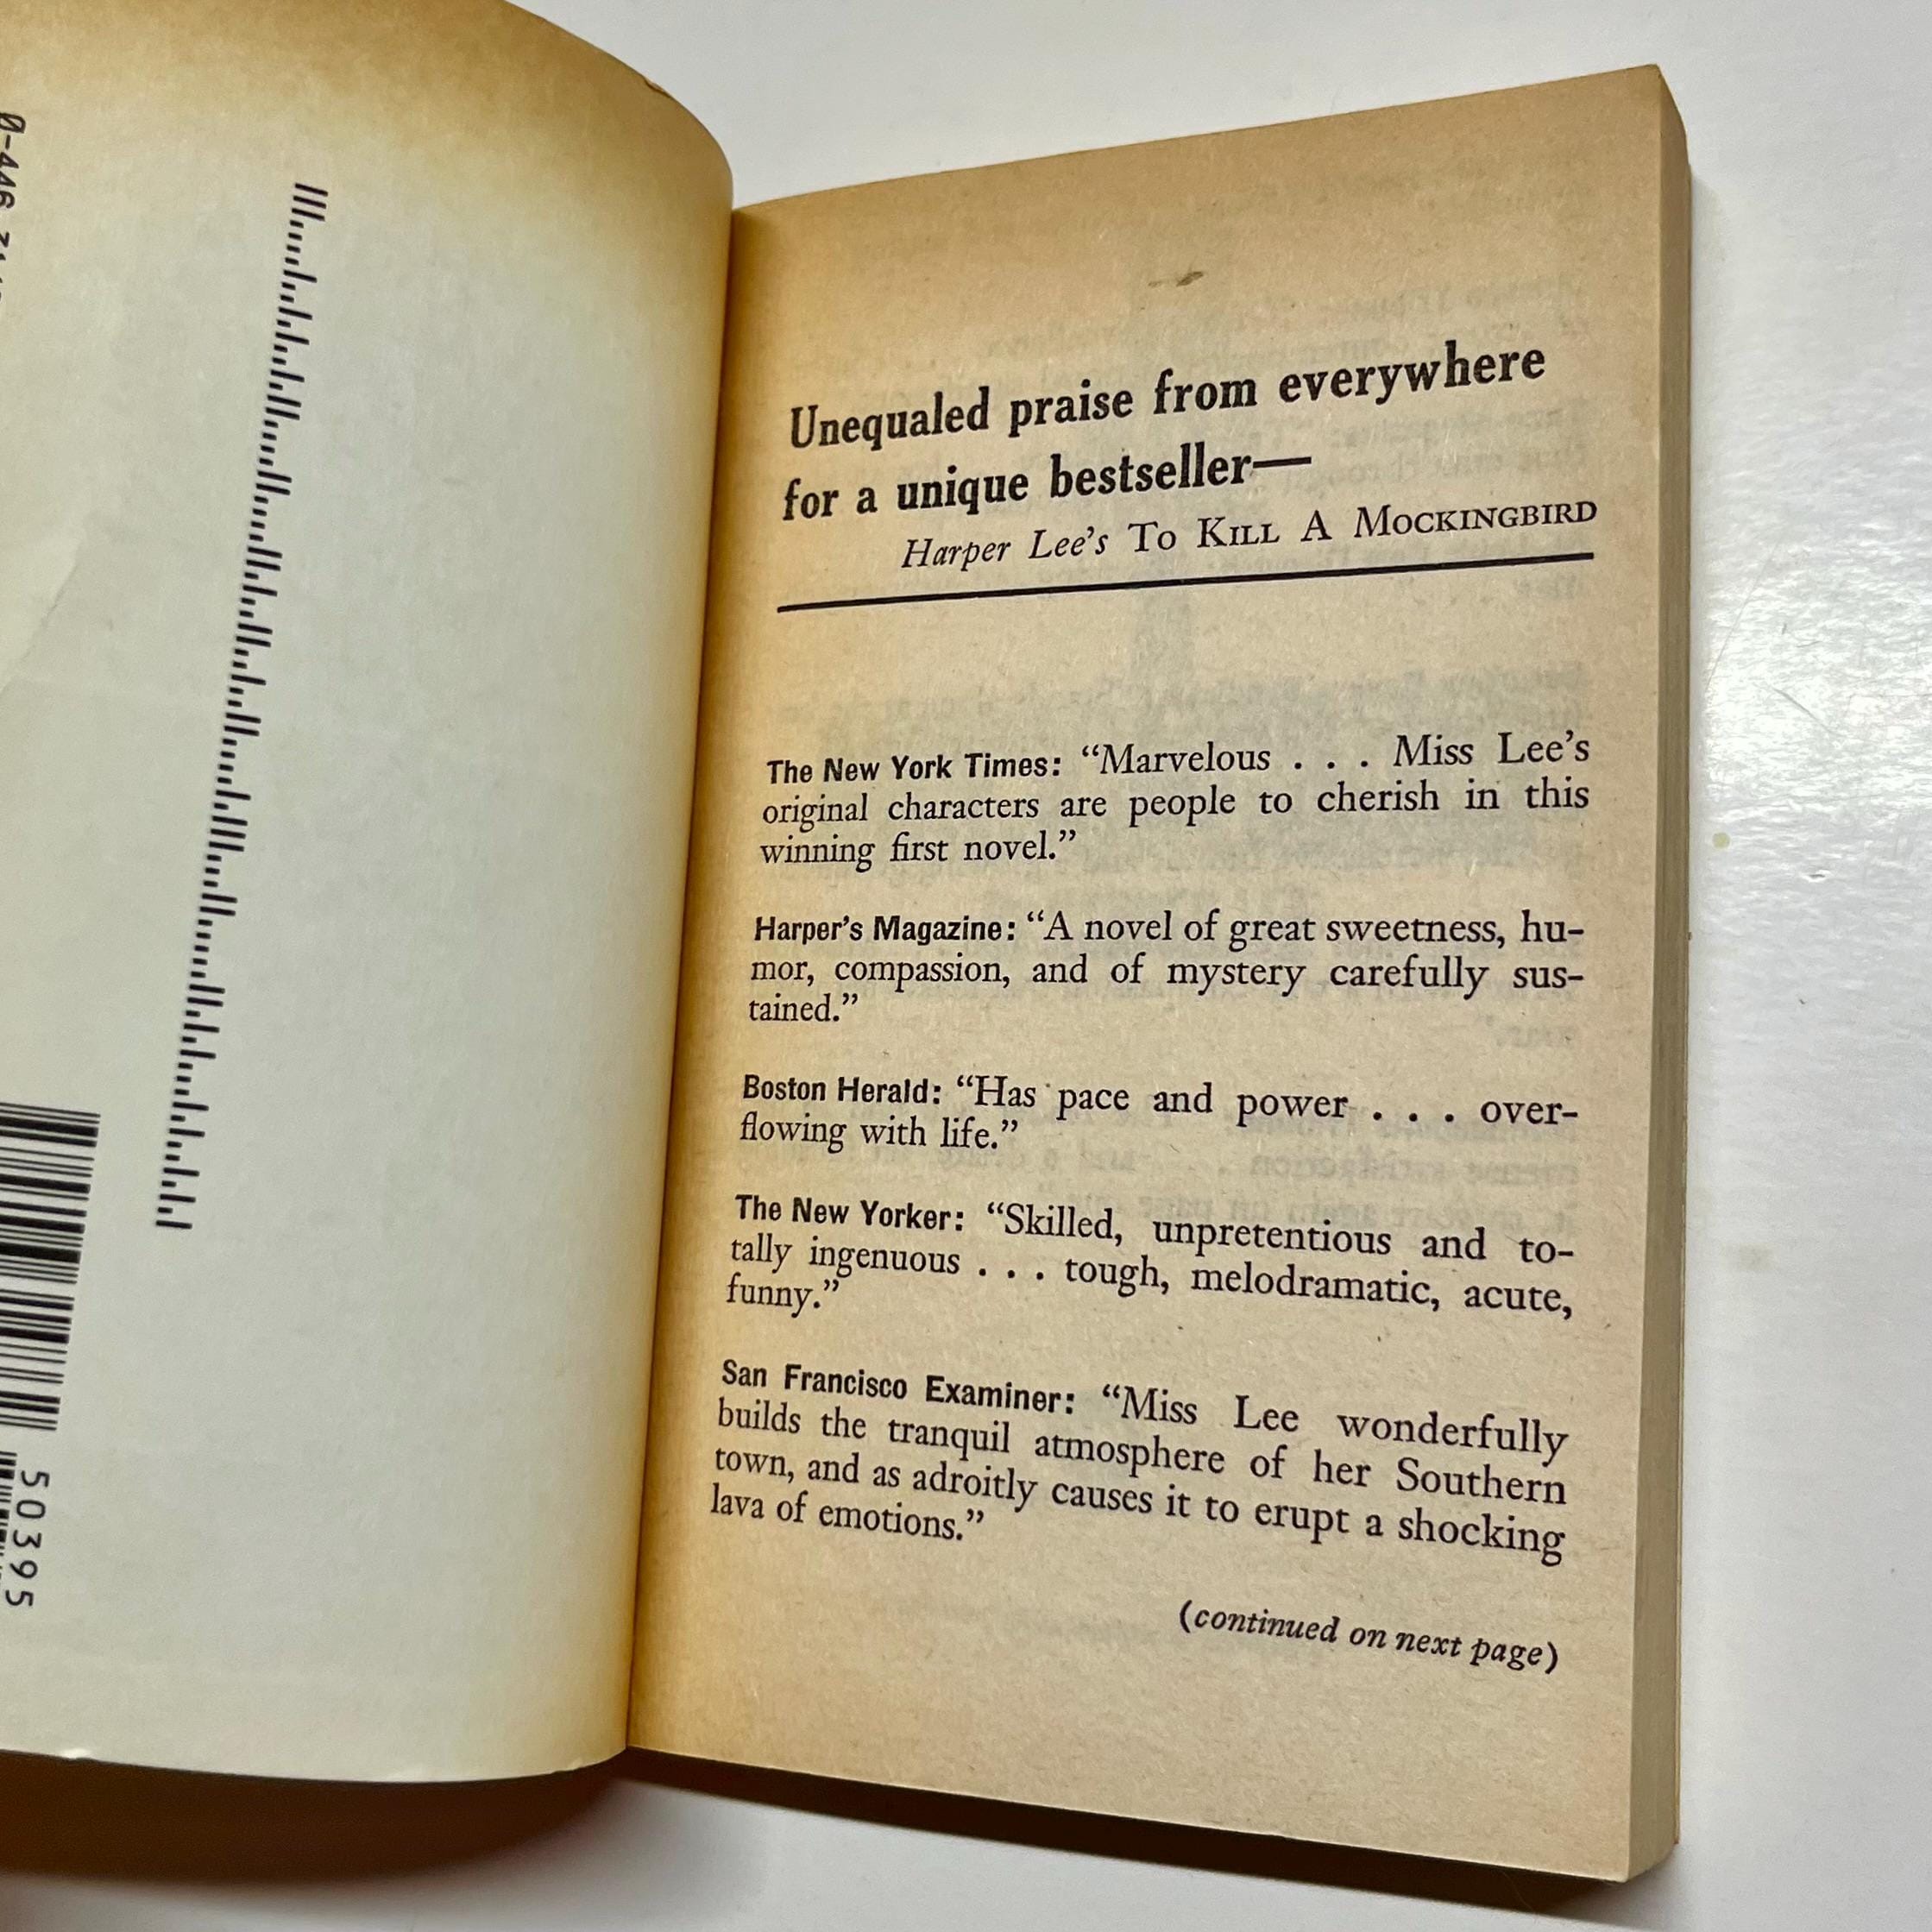 0-446
50395
Unequaled praise from everywhere
for a unique bestseller—
Harper Lee's TO KILL A MOCKINGBIRD
The New York Times: “Marvelous . . . Miss Lee’s
original characters are people to cherish in this
winning first novel.”
Harper’s Magazine: “A novel of great sweetness, hu-
mor, compassion, and of mystery carefully sus-
tained.”
Boston Herald: “Has pace and power . . . over-
flowing with life.”
The New Yorker: “Skilled, unpretentious and to-
tally ingenuous . . . tough, melodramatic, acute,
funny.”
San Francisco Examiner: “Miss Lee wonderfully
builds the tranquil atmosphere of her Southern
town, and as adroitly causes it to erupt a shocking
lava of emotions.”
(continued on next page)